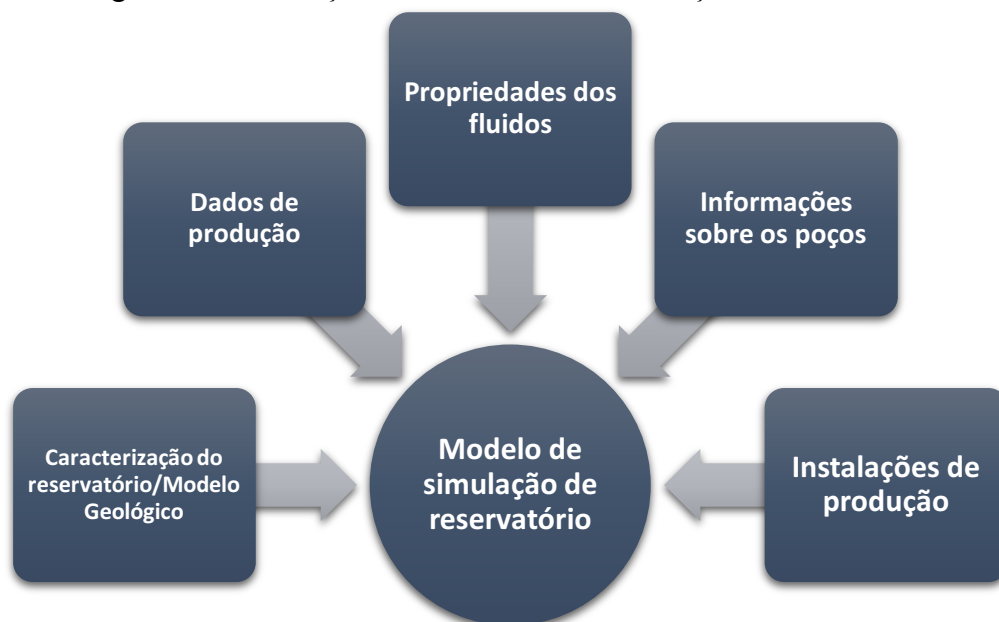 Propriedades dos
fluidos
Dados de
produção
Informações
sobre os poços
Caracterização do
reservatório/Modelo
Geológico
Modelo de
simulação de
reservatório
Instalações de
produção